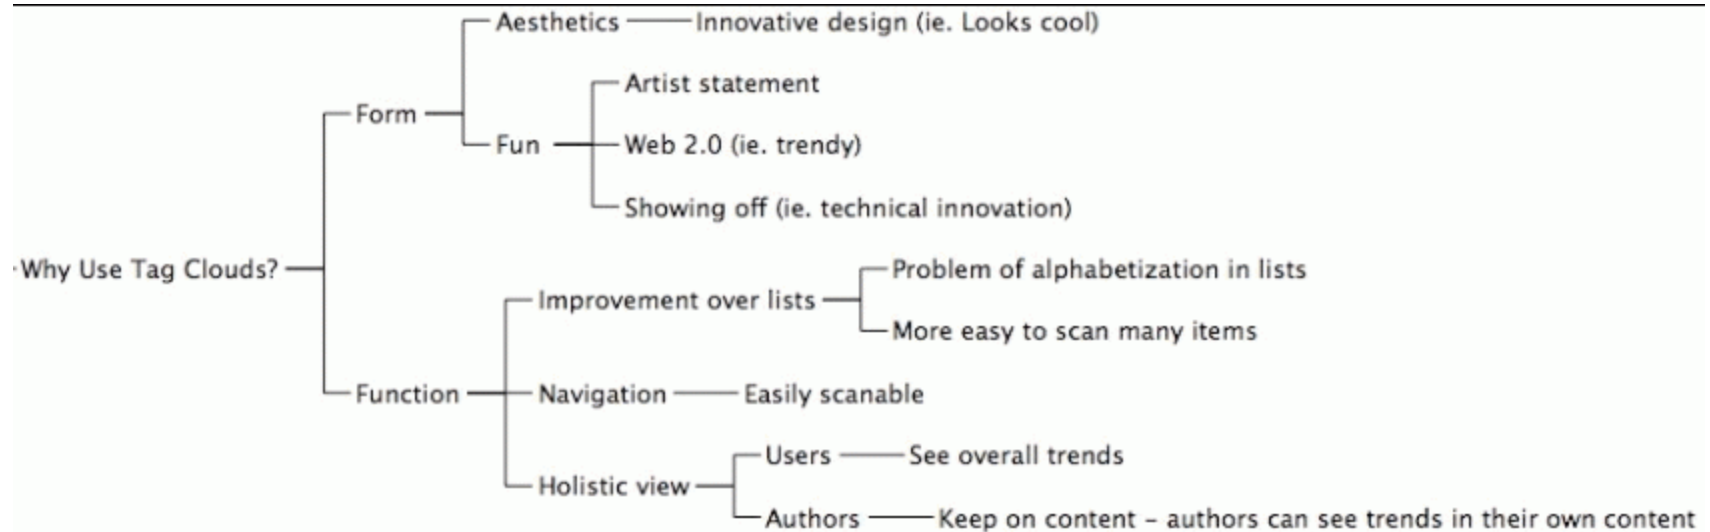 Aesthetics
Innovative design (ie. Looks cool)
Artist statement
Form
Fun
Web 2.0 (ie. trendy)
Showing off (ie. technical innovation)
Why Use Tag Clouds?
Problem of alphabetization in lists
Improvement over lists
More easy to scan many items
Function
Navigation
Easily scanable
Users
See overall trends
Holistic view
Authors
Keep on content – authors can see trends in their own content